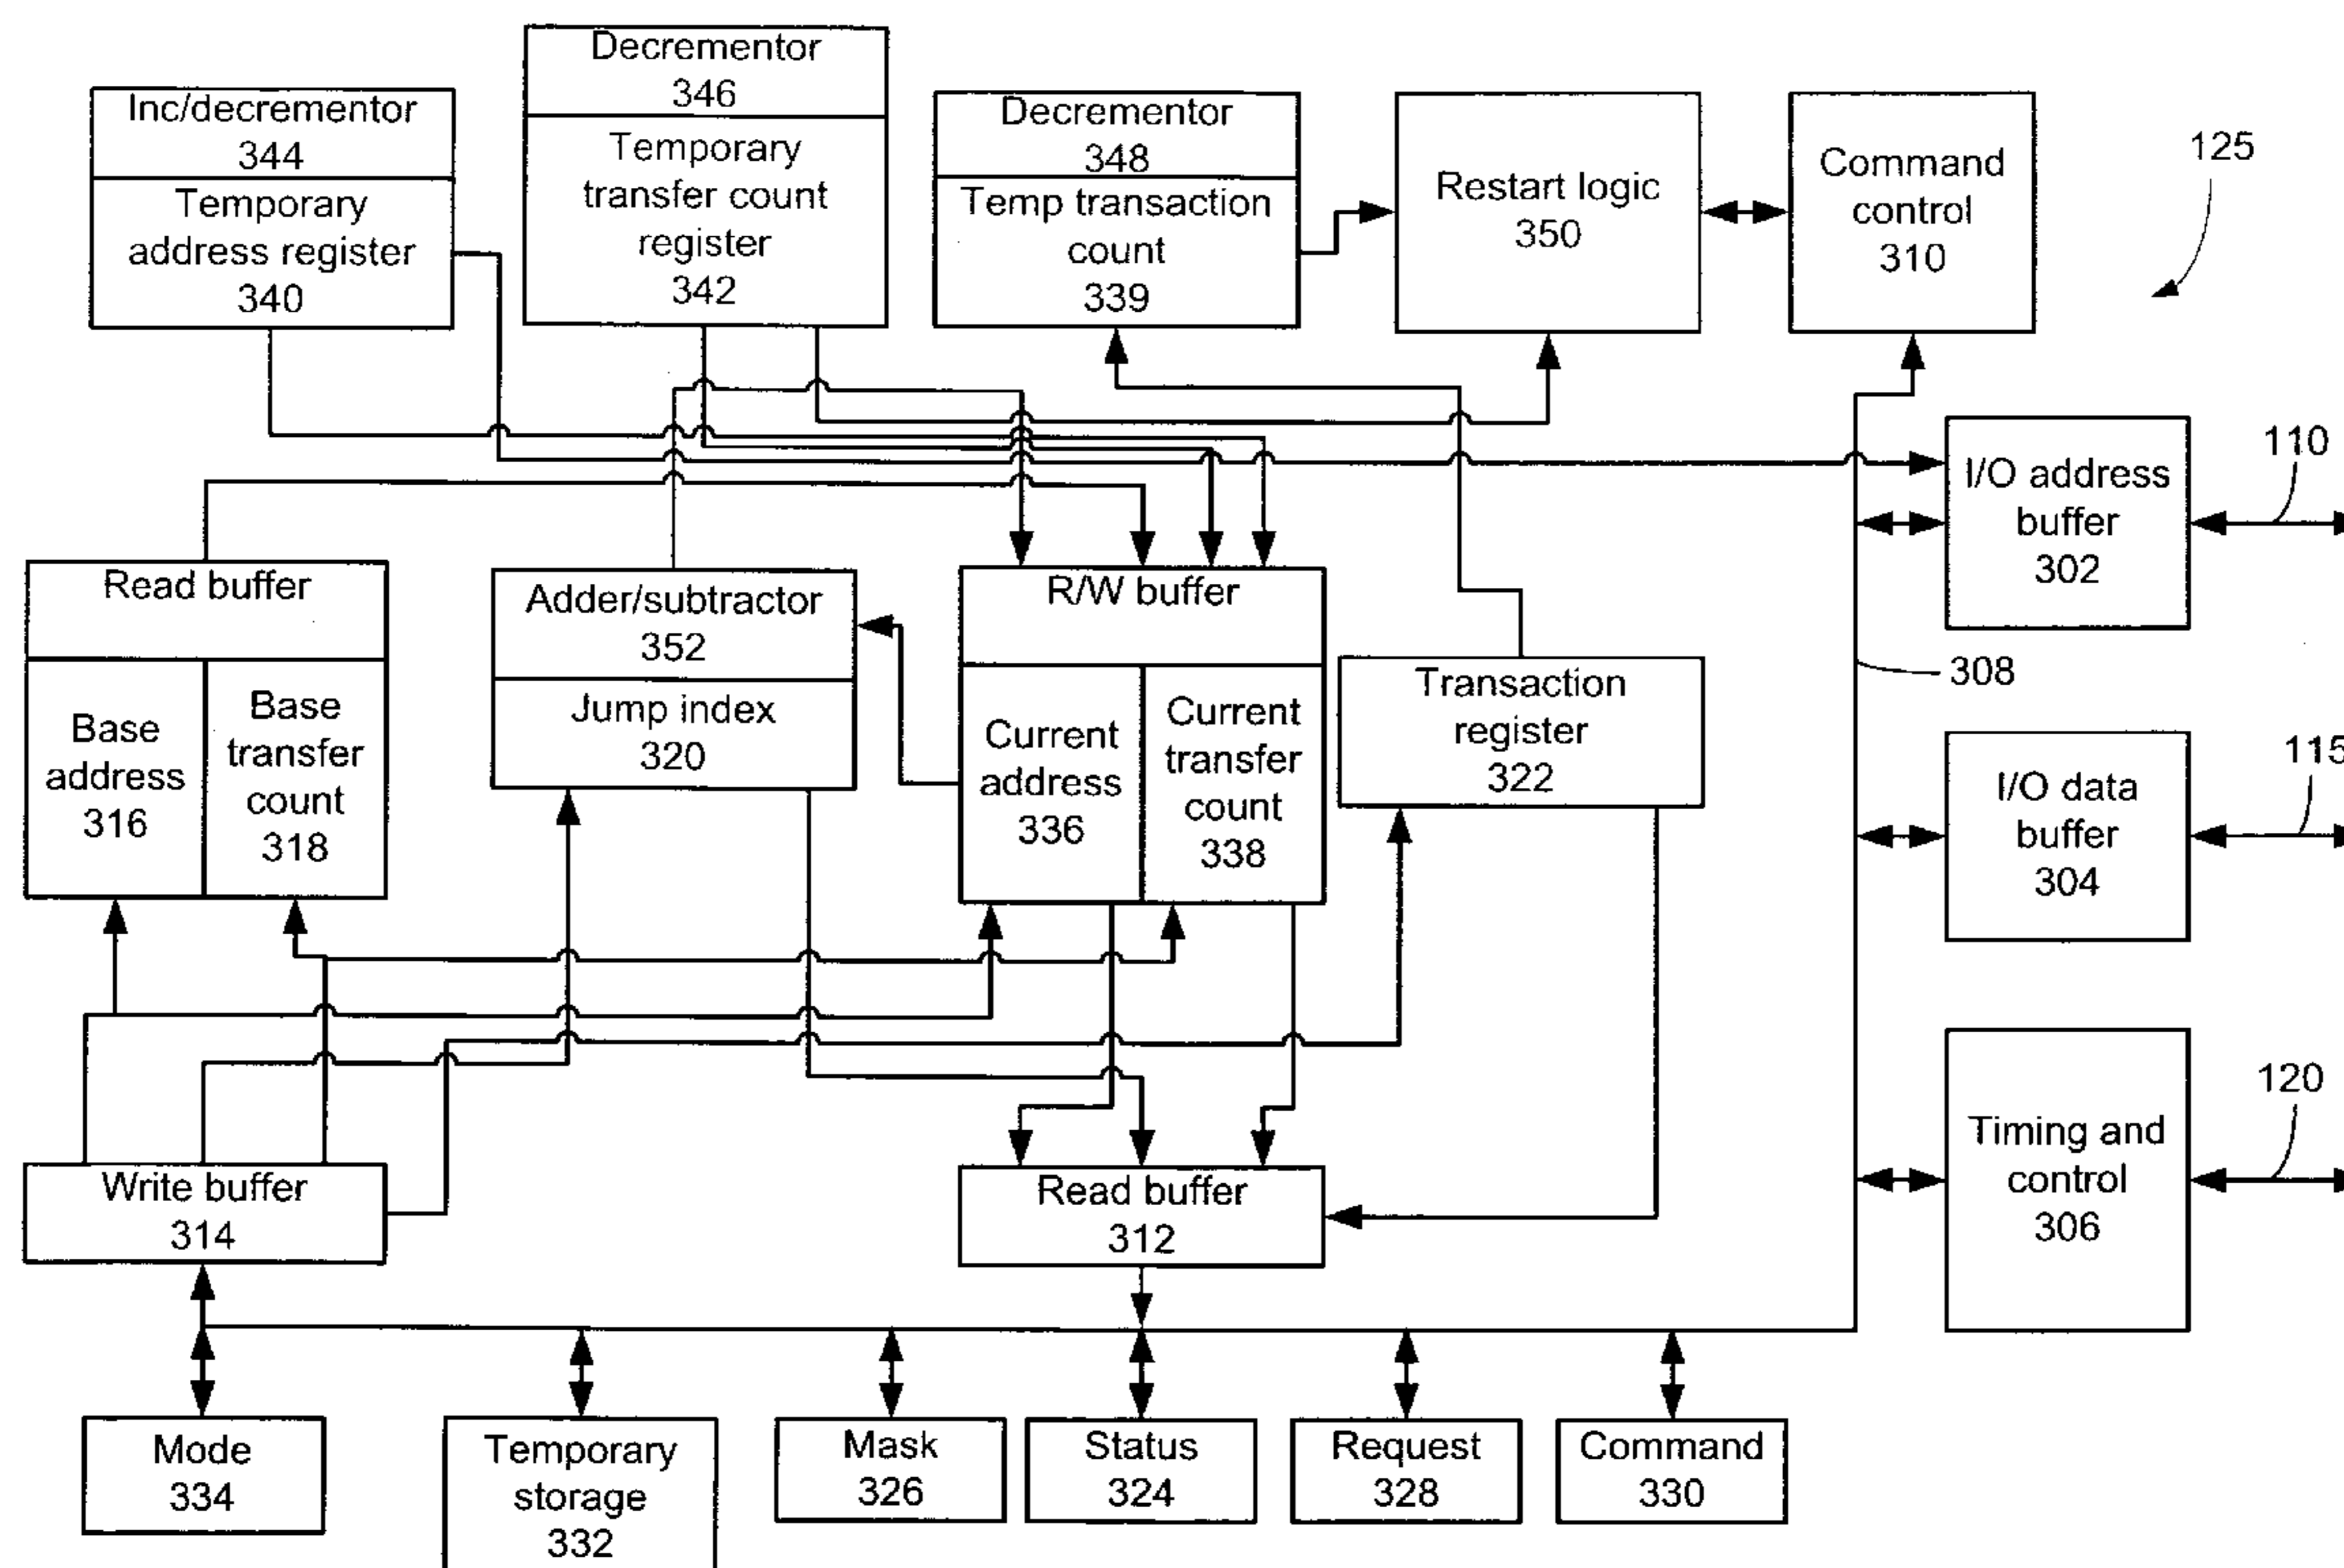 Decrementor
346
Temporary
transfer count
register
342
Inc/decrementor
344
Temporary
address register
340
Decrementor
348
Temp transaction
count
339
Restart logic
350
Command
control
310
125
I/O address
buffer
302
110
Read buffer
Base
address
316
Base
transfer
count
318
Adder/subtractor
352
Jump index
320
R/W buffer
Current
address
336
Current
transfer
count
338
Transaction
register
322
308
I/O data
buffer
304
115
Timing and
control
306
120
Write buffer
314
Read buffer
312
Mode
334
Temporary
storage
332
Mask
326
Status
324
Request
328
Command
330